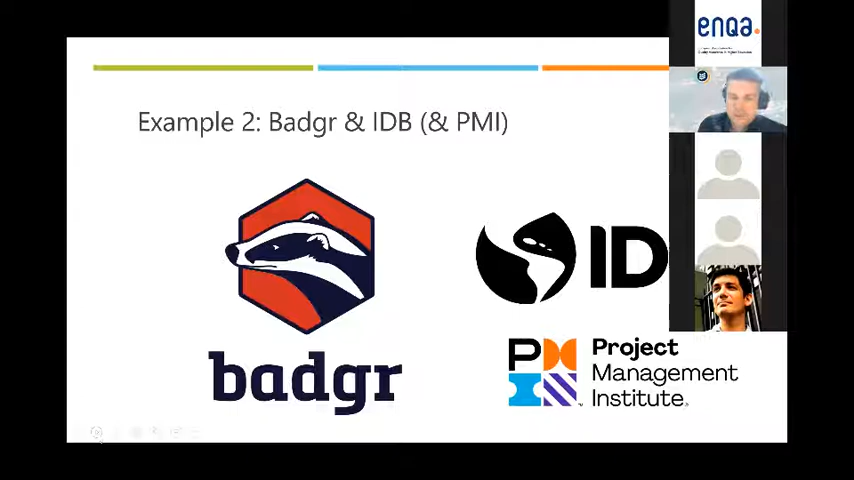 enqa.
Example 2: Badgr & IDB (& PMI)
ID
badgr
Project
Management
Institute.